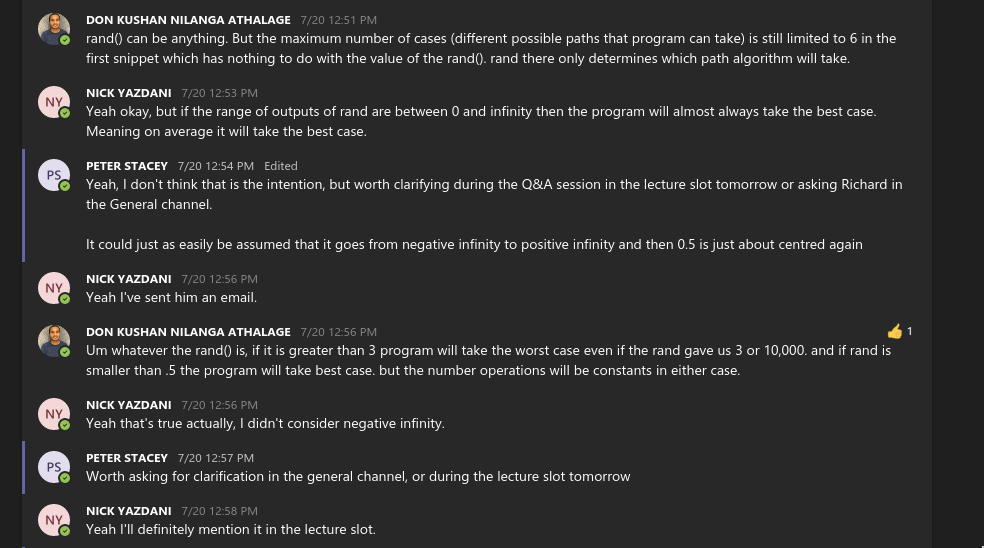 DON KUSHAN NILANGA ATHALAGE 7/20 12:51 PM
rand() can be anything. But the maximum number of cases (different possible paths that program can take) is still limited to 6 in the
first snippet which has nothing to do with the value of the rand(). rand there only determines which path algorithm will take.
NY
NICK YAZDANI 7/20 12:53 PM
Yeah okay, but if the range of outputs of rand are between 0 and infinity then the program will almost always take the best case.
Meaning on average it will take the best case.
PS
PETER STACEY 7/20 12:54 PM Edited
Yeah, I don't think that is the intention, but worth clarifying during the Q&A session in the lecture slot tomorrow or asking Richard in
the General channel.
It could just as easily be assumed that it goes from negative infinity to positive infinity and then 0.5 is just about centred again
NY
NICK YAZDANI 7/20 12:56 PM
Yeah I've sent him an email.
DON KUSHAN NILANGA ATHALAGE 7/20 12:56 PM 👍 1
Um whatever the rand() is, if it is greater than 3 program will take the worst case even if the rand gave us 3 or 10,000. and if rand is
smaller than .5 the program will take best case. but the number operations will be constants in either case.
NY
NICK YAZDANI 7/20 12:56 PM
Yeah that's true actually, I didn't consider negative infinity.
PS
PETER STACEY 7/20 12:57 PM
Worth asking for clarification in the general channel, or during the lecture slot tomorrow
NY
NICK YAZDANI 7/20 12:58 PM
Yeah I'll definitely mention it in the lecture slot.